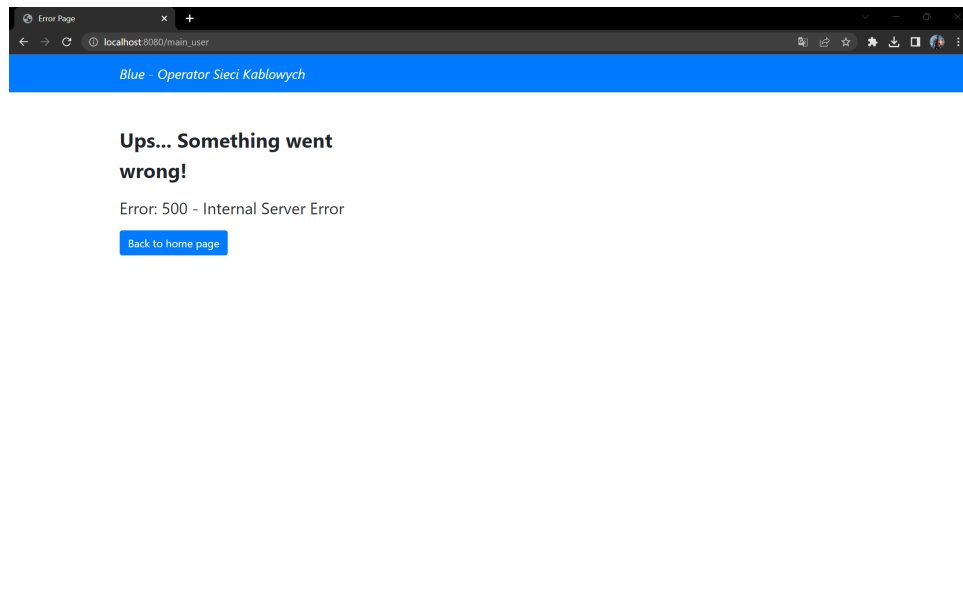 Error Page
localhost:8080/main_user
Blue - Operator Sieci Kablowych
Ups... Something went
wrong!
Error: 500 - Internal Server Error
Back to home page